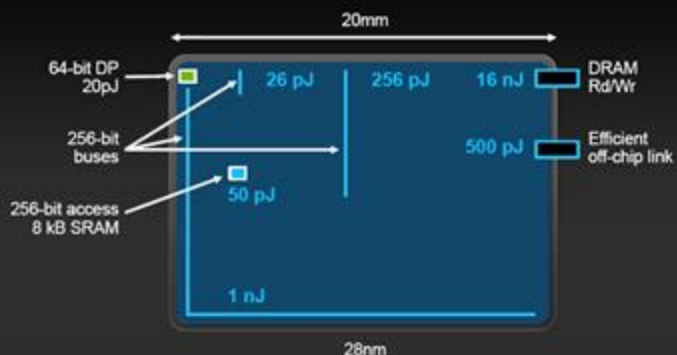 20mm
64-bit DP
20pJ
26 pJ
256 pJ
16 nJ
DRAM
Rd/Wr
256-bit
buses
500 pJ
Efficient
off-chip link
256-bit access
8 kB SRAM
50 pJ
1 nJ
28nm